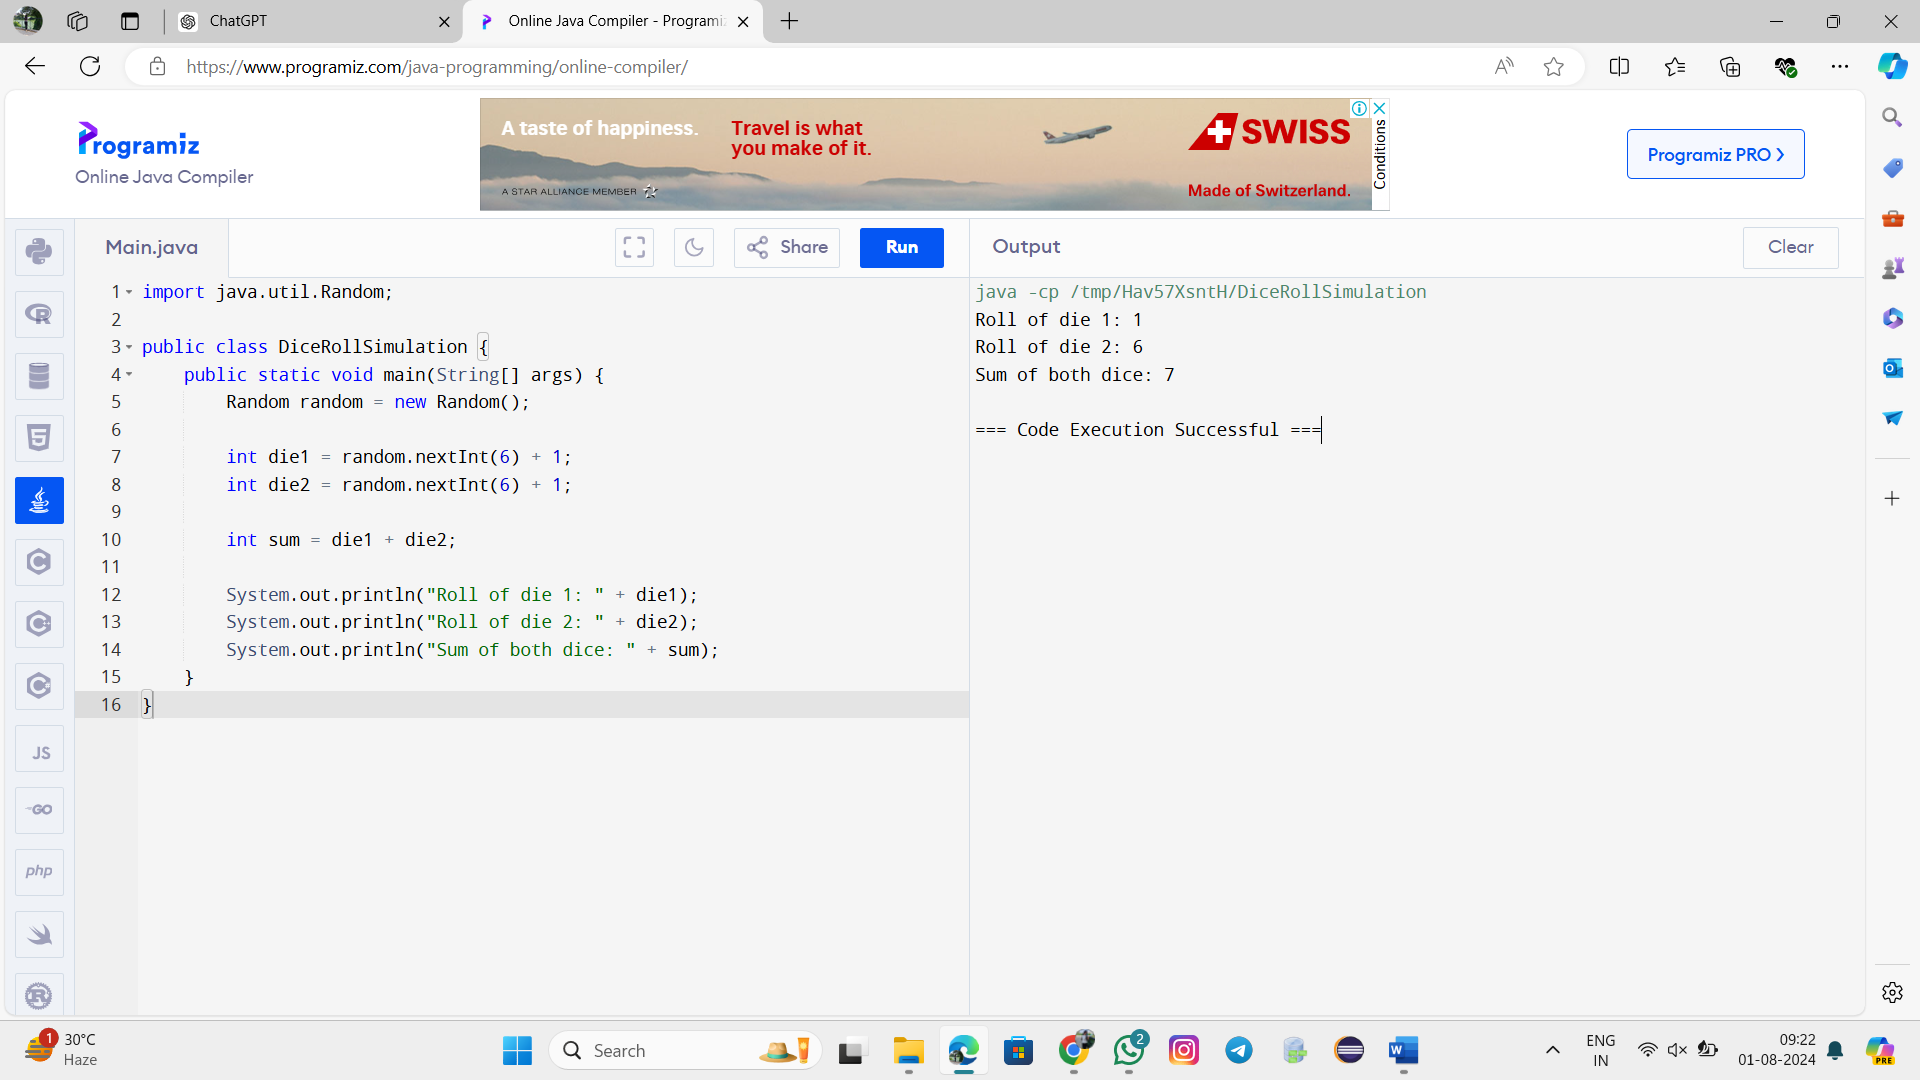 ChatGPT
Online Java Compiler - Programiz
https://www.programiz.com/java-programming/online-compiler/
Programiz
Online Java Compiler
A taste of happiness.
Travel is what
you make of it.
A STAR ALLIANCE MEMBER
SWISS
Made of Switzerland.
Conditions
Programiz PRO
Main.java
Share
Run
Output
Clear
1 import java.util.Random;
2
3 public class DiceRollSimulation {
4 public static void main(String[] args) {
5 Random random = new Random();
6
7 int die1 = random.nextInt(6) + 1;
8 int die2 = random.nextInt(6) + 1;
9
10 int sum = die1 + die2;
11
12 System.out.println("Roll of die 1: " + die1);
13 System.out.println("Roll of die 2: " + die2);
14 System.out.println("Sum of both dice: " + sum);
15 }
16 }
java -cp /tmp/Hav57XsntH/DiceRollSimulation
Roll of die 1: 1
Roll of die 2: 6
Sum of both dice: 7
=== Code Execution Successful ===
R
5
C
C
C
JS
GO
php
R
1
30°C
Haze
Search
2
W
ENG
IN
09:22
01-08-2024
PRE